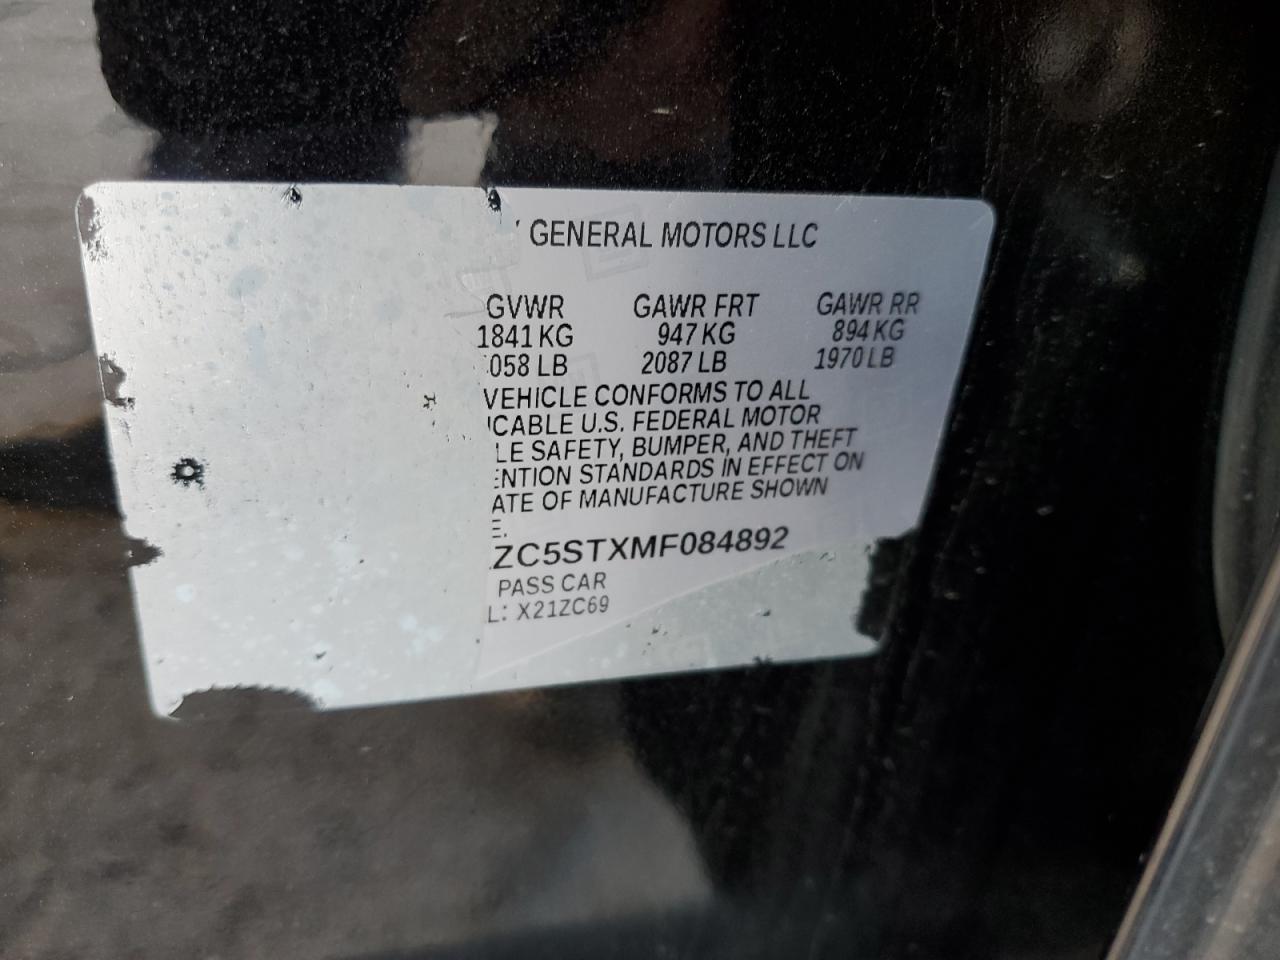 GENERAL MOTORS LLC
GVWR GAWR FRT GAWR RR
1841 KG 947 KG 894 KG
058 LB 2087 LB 1970 LB
VEHICLE CONFORMS TO ALL
ICABLE U.S. FEDERAL MOTOR
LE SAFETY, BUMPER, AND THEFT
ENTION STANDARDS IN EFFECT ON
ATE OF MANUFACTURE SHOWN
E.
ZC5STXMF084892
PASS CAR
L: X21ZC69